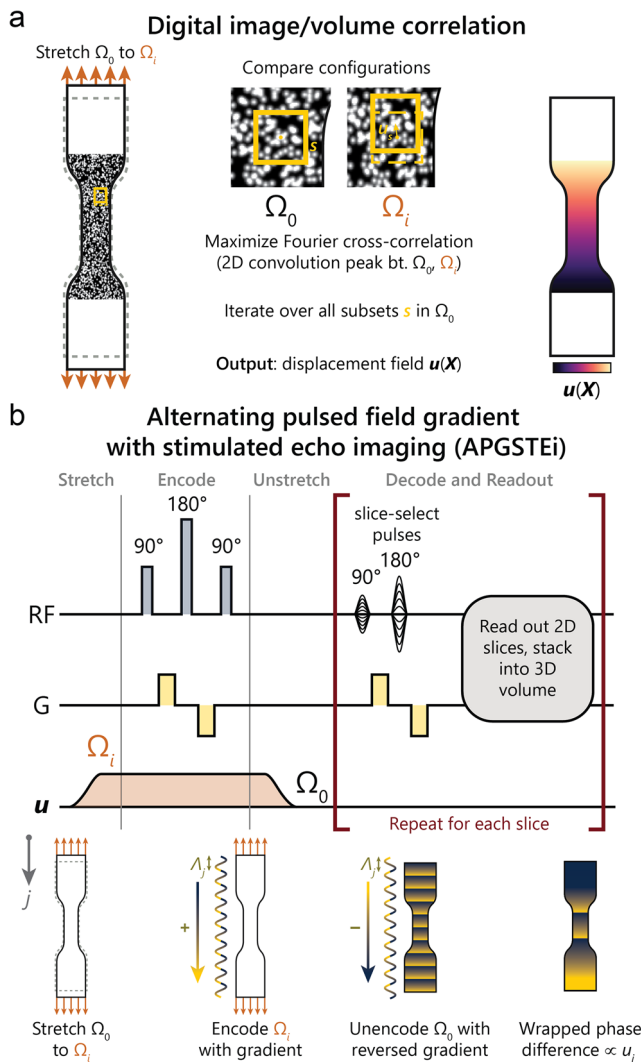 a
Digital image/volume correlation
Stretch Ω₀ to Ωᵢ
Compare configurations
s
uₛ
Ω₀
Ωᵢ
Maximize Fourier cross-correlation
(2D convolution peak bt. Ω₀, Ωᵢ)
Iterate over all subsets s in Ω₀
Output: displacement field u(X)
u(X)
b
Alternating pulsed field gradient
with stimulated echo imaging (APGSTEi)
Stretch
Encode
Unstretch
Decode and Readout
90°
180°
90°
slice-select
pulses
90°
180°
RF
Read out 2D
slices, stack
into 3D
volume
G
Ωᵢ
Ω₀
u
Repeat for each slice
j
Λⱼ
+
Λⱼ
−
Stretch Ω₀
to Ωᵢ
Encode Ωᵢ
with gradient
Unencode Ω₀ with
reversed gradient
Wrapped phase
difference ∝ uⱼ